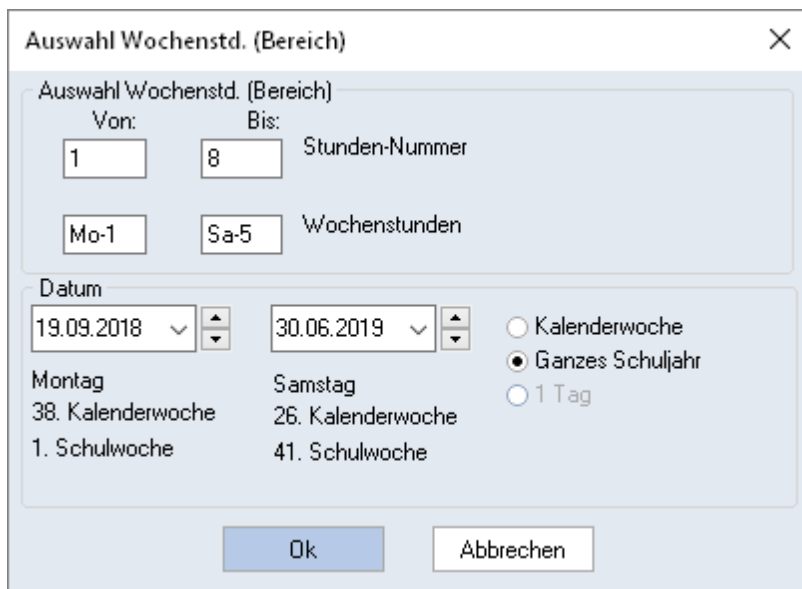 Auswahl Wochenstd. (Bereich)
Auswahl Wochenstd. (Bereich)
Von: Bis:
1 8 Stunden-Nummer
Mo-1 Sa-5 Wochenstunden
Datum
19.09.2018 30.06.2019
Kalenderwoche
Ganzes Schuljahr
1 Tag
Montag Samstag
38. Kalenderwoche 26. Kalenderwoche
1. Schulwoche 41. Schulwoche
Ok Abbrechen